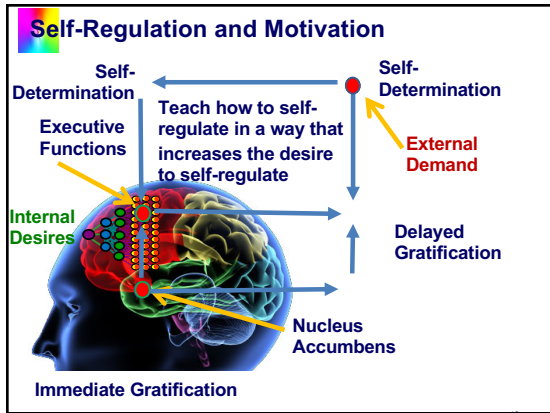 Self-Regulation and Motivation
Self-
Determination
Self-
Determination
Teach how to self-
regulate in a way that
increases the desire
to self-regulate
Executive
Functions
External
Demand
Internal
Desires
Delayed
Gratification
Nucleus
Accumbens
Immediate Gratification